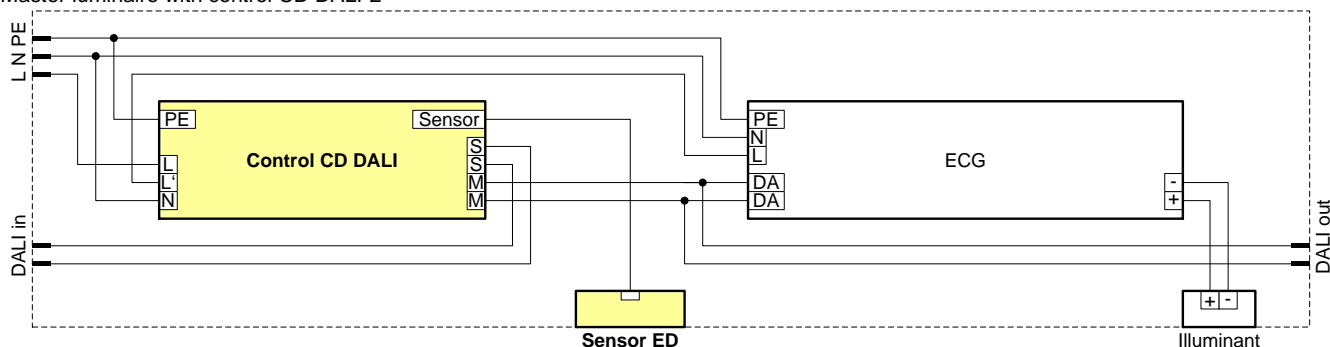 Master luminaire with control CD DALI-2
L N PE
PE
Sensor
PE
N
L
S
S
L
L'
N
Control CD DALI
ECG
M
M
DA
DA
-
+
DALI in
DALI out
+ -
Sensor ED
Illuminant